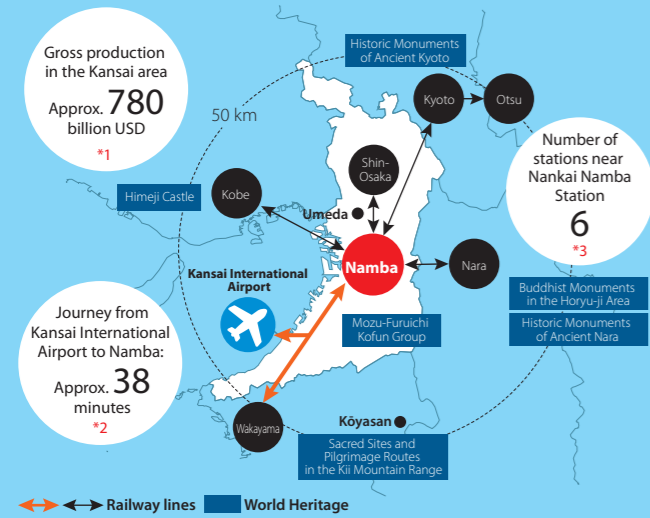 Gross production
in the Kansai area
Approx. 780
billion USD
*1
Historic Monuments
of Ancient Kyoto
50 km
Kyoto
Otsu
Number of
stations near
Nankai Namba
Station
6
*3
Shin-
Osaka
Himeji Castle
Kobe
Umeda
Namba
Nara
Kansai International
Airport
Buddhist Monuments
in the Horyu-ji Area
Historic Monuments
of Ancient Nara
Mozu-Furuichi
Kofun Group
Journey from
Kansai International
Airport to Namba:
Approx. 38
minutes
*2
Wakayama
Kōyasan
Sacred Sites and
Pilgrimage Routes
in the Kii Mountain Range
Railway lines
World Heritage